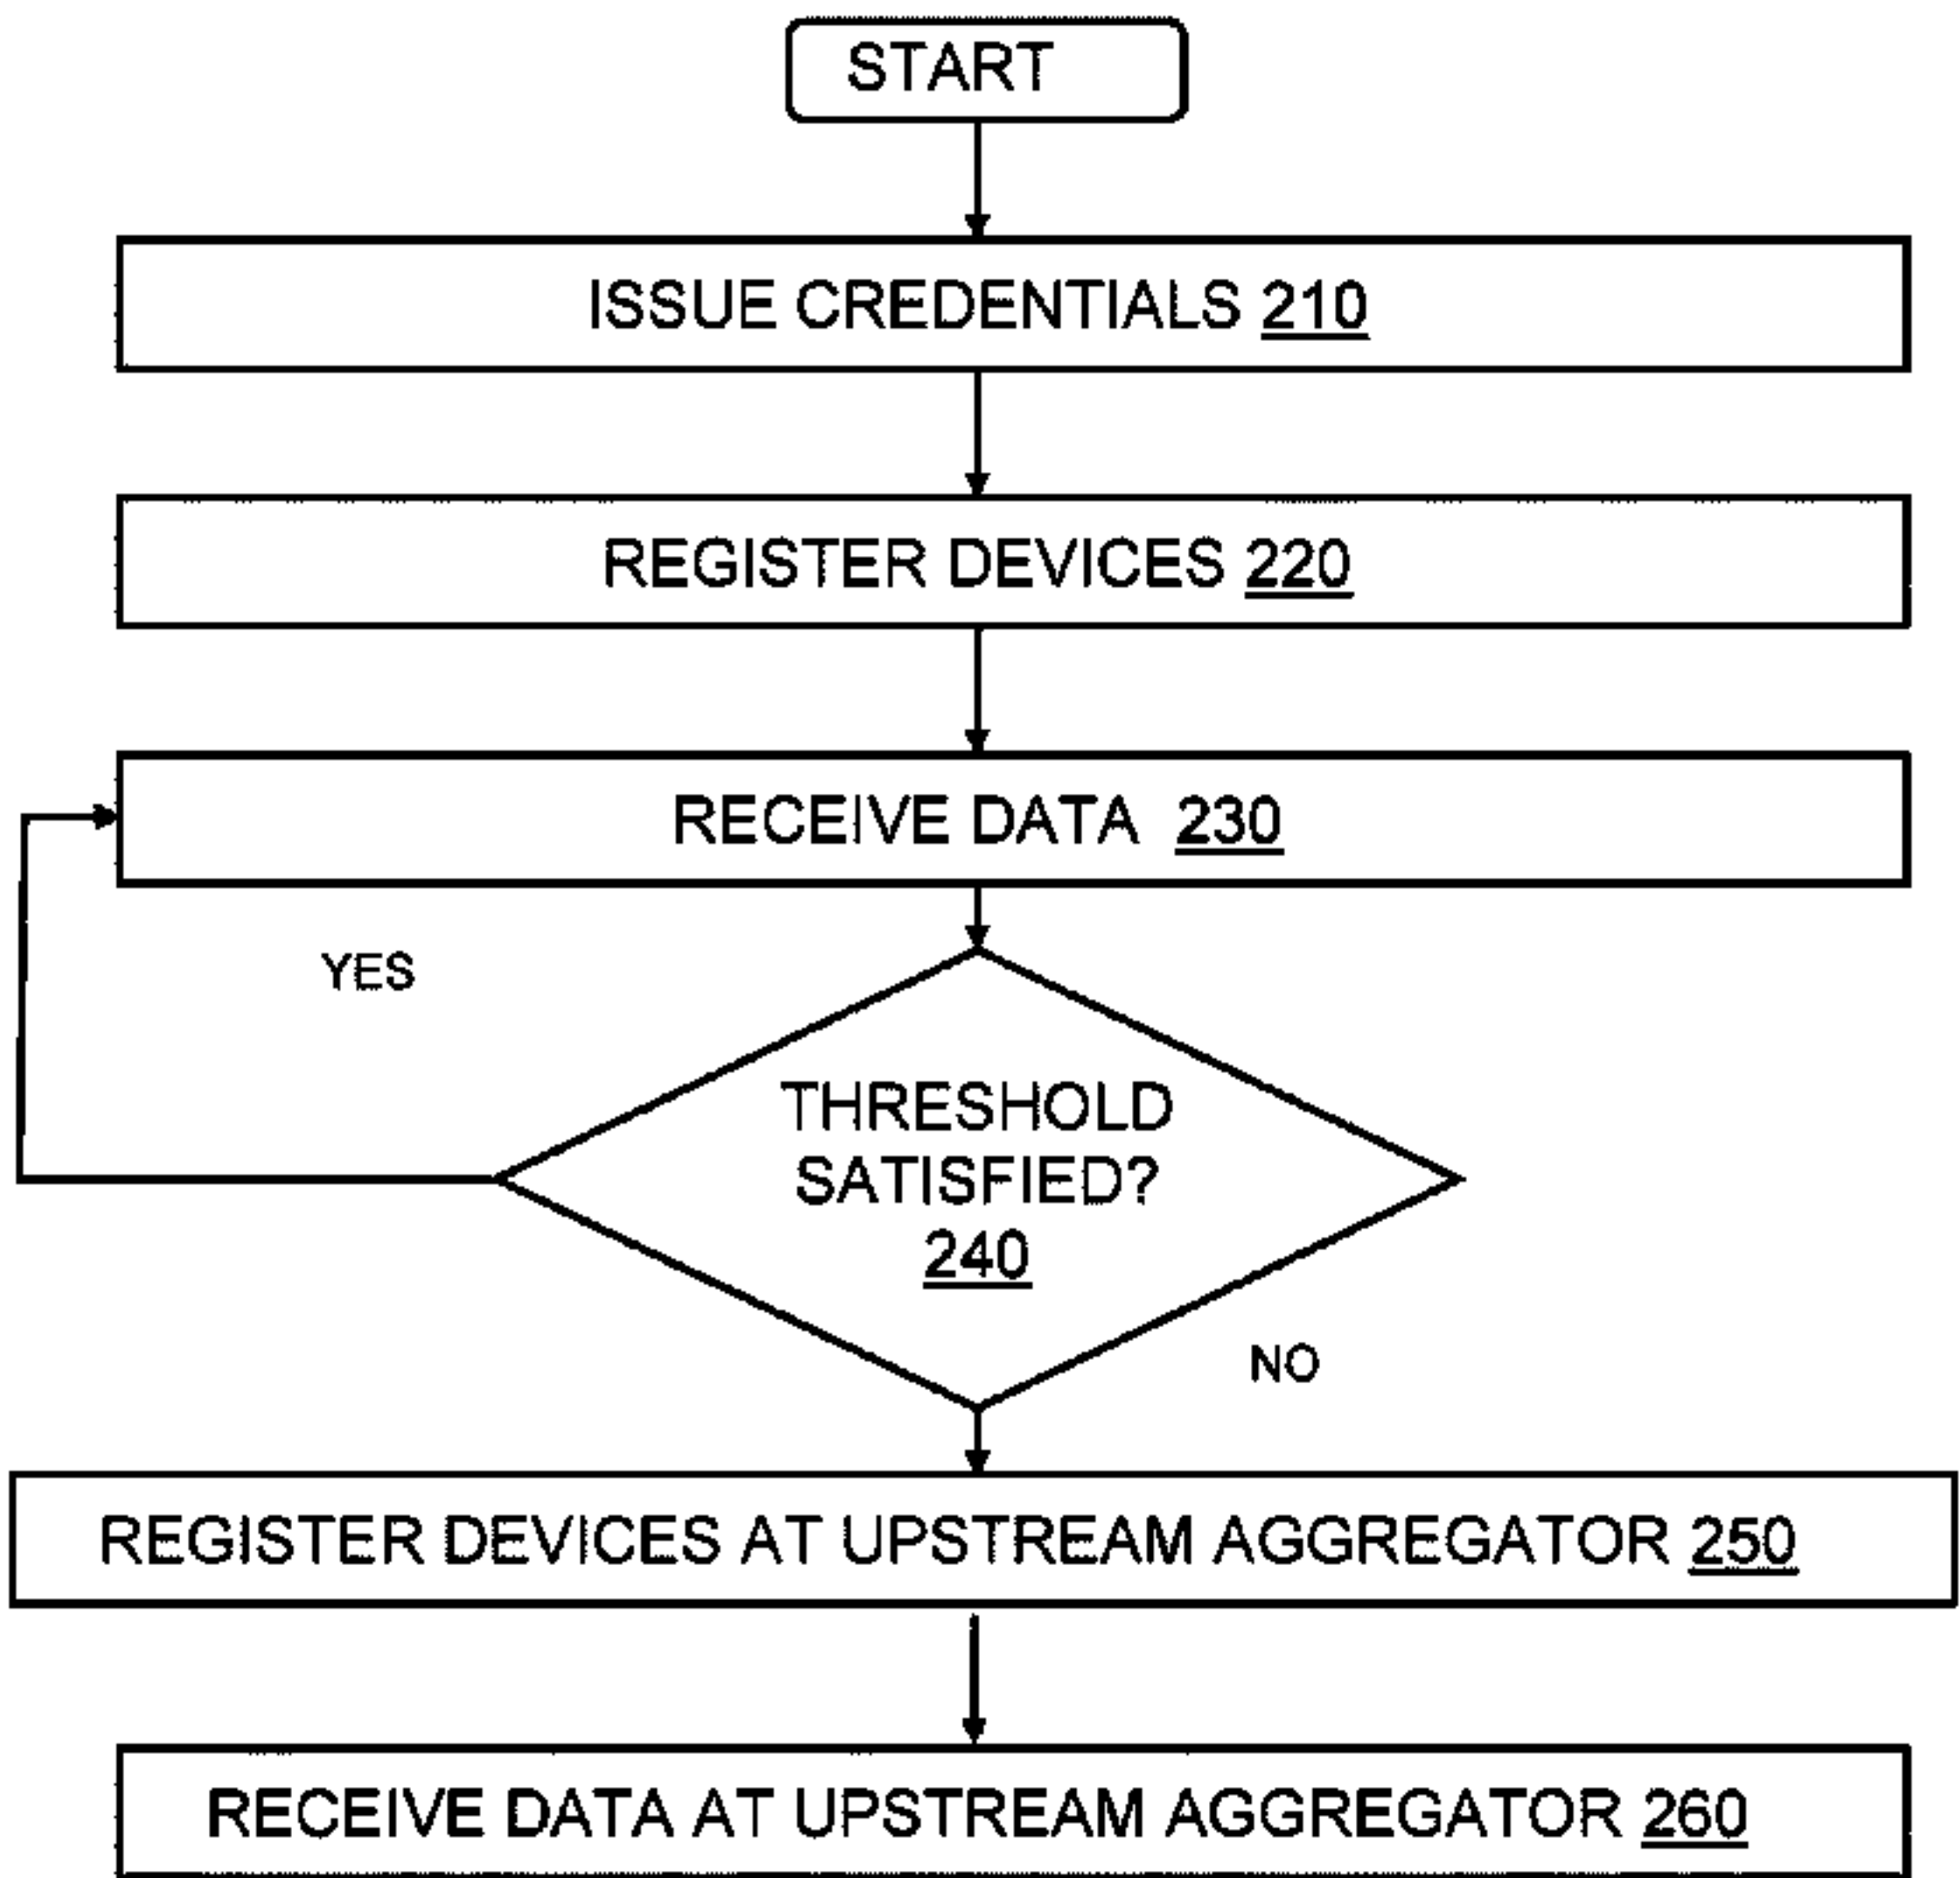 START
ISSUE CREDENTIALS 210
REGISTER DEVICES 220
RECEIVE DATA 230
YES
THRESHOLD
SATISFIED?
240
NO
REGISTER DEVICES AT UPSTREAM AGGREGATOR 250
RECEIVE DATA AT UPSTREAM AGGREGATOR 260